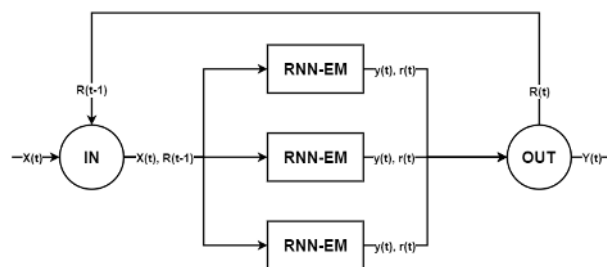 RNN-EM
y(t), r(t)
R(t-1)
R(t)
X(t)
IN
X(t), R(t-1)
RNN-EM
y(t), r(t)
OUT
Y(t)
RNN-EM
y(t), r(t)